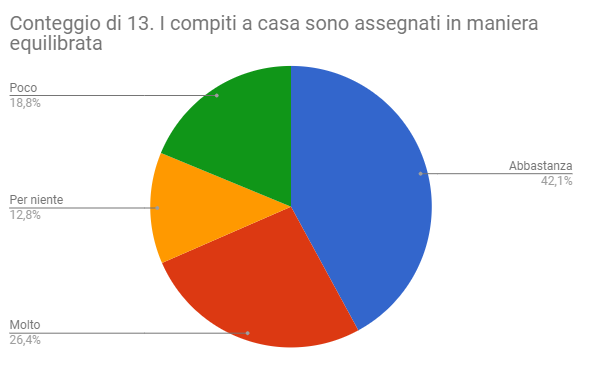 Conteggio di 13. I compiti a casa sono assegnati in maniera
equilibrata
Poco
18,8%
Abbastanza
42,1%
Per niente
12,8%
Molto
26,4%